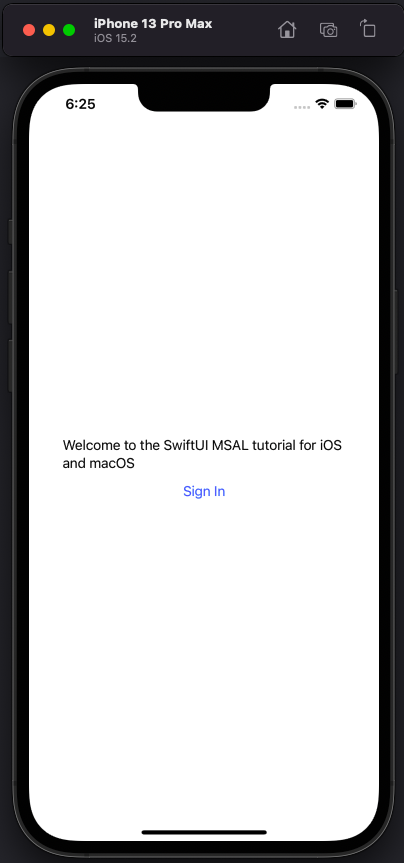 iPhone 13 Pro Max
iOS 15.2
6:25
Welcome to the SwiftUI MSAL tutorial for iOS
and macOS
Sign In